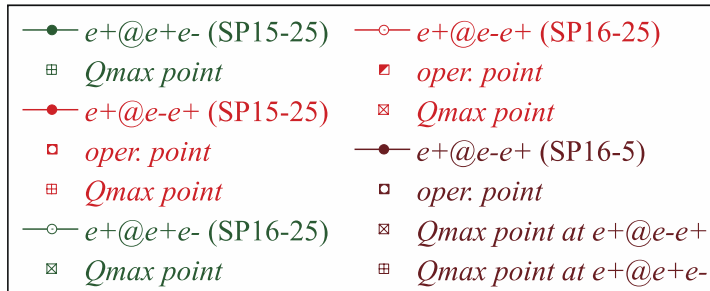 e+@e+e- (SP15-25)
Qmax point
e+@e-e+ (SP15-25)
oper. point
Qmax point
e+@e+e- (SP16-25)
Qmax point
e+@e-e+ (SP16-25)
oper. point
Qmax point
e+@e-e+ (SP16-5)
oper. point
Qmax point at e+@e-e+
Qmax point at e+@e+e-